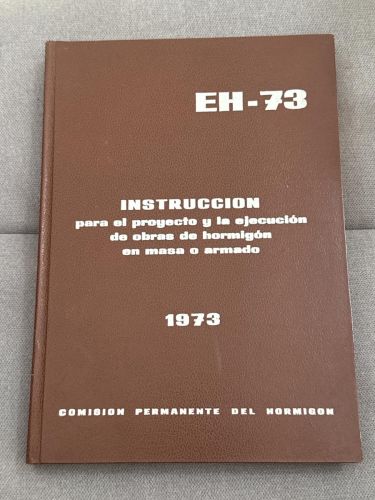 EH-73
INSTRUCCION
para el proyecto y la ejecución
de obras de hormigón
en masa o armado
1973
COMISION PERMANENTE DEL HORMIGON